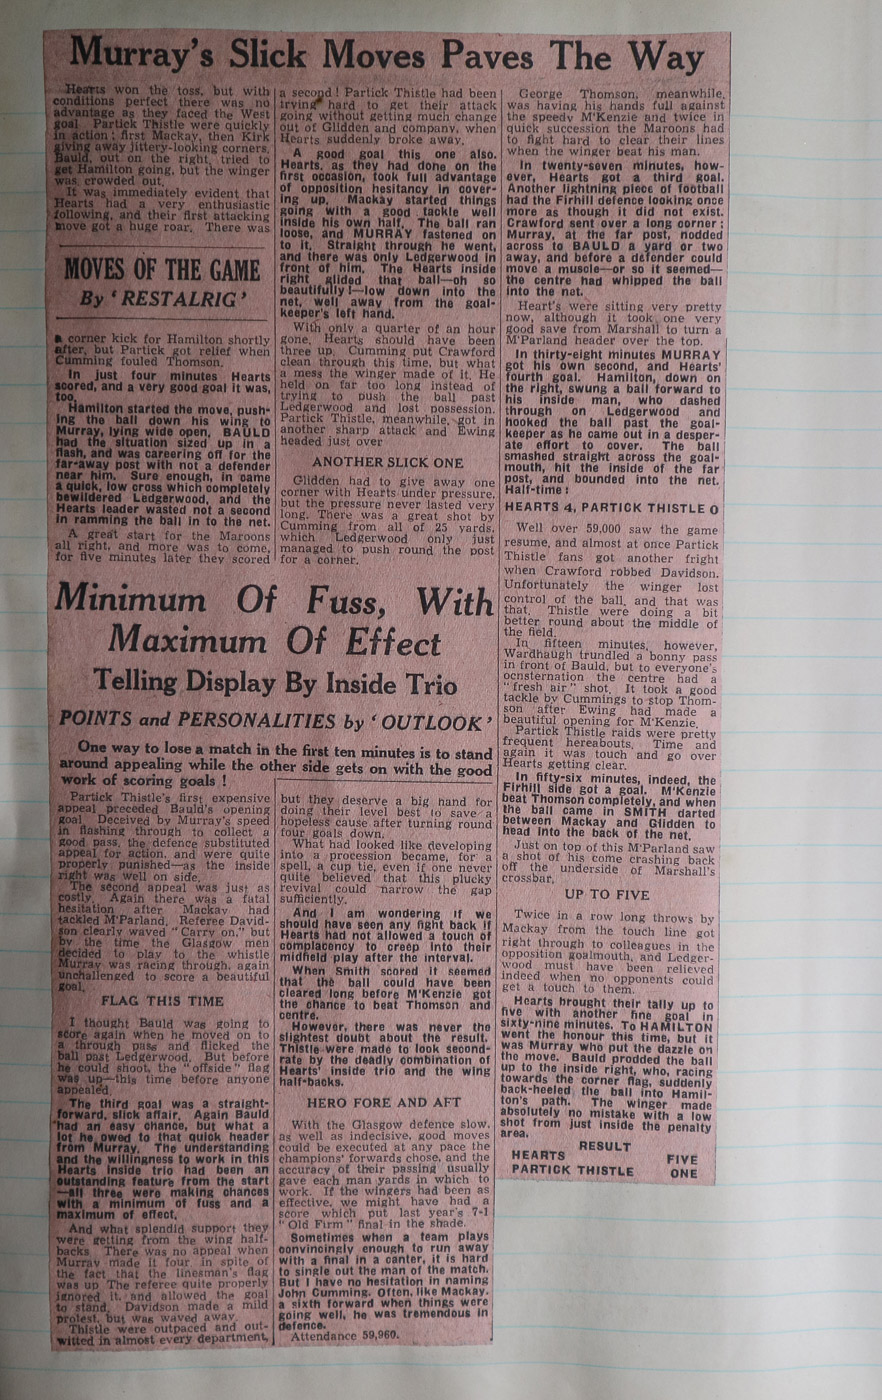 Murray's Slick Moves Paves The Way
Hearts won the toss, but with
conditions perfect there was no
advantage as they faced the West
goal. Partick Thistle were quickly
in action; first Mackay, then Kirk
giving away jittery-looking corners.
Bauld, out on the right, tried to
get Hamilton going, but the winger
was crowded out.
It was immediately evident that
Hearts had a very enthusiastic
following, and their first attacking
move got a huge roar. There was
MOVES OF THE GAME
By 'RESTALRIG'
a corner kick for Hamilton shortly
after, but Partick got relief when
Cumming fouled Thomson.
In just four minutes Hearts
scored, and a very good goal it was,
too.
Hamilton started the move, push-
ing the ball down his wing to
Murray, lying wide open. BAULD
had the situation sized up in a
flash, and was careering off for the
far-away post with not a defender
near him. Sure enough, in came
a quick, low cross which completely
bewildered Ledgerwood, and the
Hearts leader wasted not a second
in ramming the ball in to the net.
A great start for the Maroons
all right, and more was to come,
for five minutes later they scored
a second! Partick Thistle had been
trying hard to get their attack
going without getting much change
out of Glidden and company, when
Hearts suddenly broke away.
A good goal this one also.
Hearts, as they had done on the
first occasion, took full advantage
of opposition hesitancy in cover-
ing up. Mackay started things
going with a good tackle well
inside his own half. The ball ran
loose, and MURRAY fastened on
to it. Straight through he went,
and there was only Ledgerwood in
front of him. The Hearts inside
right glided that ball—oh so
beautifully!—low down into the
net, well away from the goal-
keeper's left hand.
With only a quarter of an hour
gone, Hearts should have been
three up. Cumming put Crawford
clean through this time, but what
a mess the winger made of it. He
held on far too long instead of
trying to push the ball past
Ledgerwood and lost possession.
Partick Thistle, meanwhile, got in
another sharp attack and Ewing
headed just over
ANOTHER SLICK ONE
Glidden had to give away one
corner with Hearts under pressure,
but the pressure never lasted very
long. There was a great shot by
Cumming from all of 25 yards,
which Ledgerwood only just
managed to push round the post
for a corner.
George Thomson, meanwhile,
was having his hands full against
the speedy M'Kenzie and twice in
quick succession the Maroons had
to fight hard to clear their lines
when the winger beat his man.
In twenty-seven minutes, how-
ever, Hearts got a third goal.
Another lightning piece of football
had the Firhill defence looking once
more as though it did not exist.
Crawford sent over a long corner;
Murray, at the far post, nodded
across to BAULD a yard or two
away, and before a defender could
move a muscle—or so it seemed—
the centre had whipped the ball
into the net.
Heart's were sitting very pretty
now, although it took one very
good save from Marshall to turn a
M'Parland header over the top.
In thirty-eight minutes MURRAY
got his own second, and Hearts'
fourth goal. Hamilton, down on
the right, swung a ball forward to
his inside man, who dashed
through on Ledgerwood and
hooked the ball past the goal-
keeper as he came out in a desper-
ate effort to cover. The ball
smashed straight across the goal-
mouth, hit the inside of the far
post, and bounded into the net.
Half-time:
HEARTS 4, PARTICK THISTLE 0
Well over 59,000 saw the game
resume, and almost at once Partick
Thistle fans got another fright
when Crawford robbed Davidson.
Unfortunately the winger lost
control of the ball, and that was
that. Thistle were doing a bit
better round about the middle of
the field.
In fifteen minutes, however,
Wardhaugh trundled a bonny pass
in front of Bauld, but to everyone's
ocnsternation the centre had a
"fresh air" shot. It took a good
tackle by Cummings to stop Thom-
son after Ewing had made a
beautiful opening for M'Kenzie.
Partick Thistle raids were pretty
frequent hereabouts. Time and
again it was touch and go over
Hearts getting clear.
In fifty-six minutes, indeed, the
Firhill side got a goal. M'Kenzie
beat Thomson completely, and when
the ball came in SMITH darted
between Mackay and Glidden to
head into the back of the net.
Just on top of this M'Parland saw
a shot of his come crashing back
off the underside of Marshall's
crossbar.
UP TO FIVE
Twice in a row long throws by
Mackay from the touch line got
right through to colleagues in the
opposition goalmouth, and Ledger-
wood must have been relieved
indeed when no opponents could
get a touch to them.
Hearts brought their tally up to
five with another fine goal in
sixty-nine minutes. To HAMILTON
went the honour this time, but it
was Murray who put the dazzle on
the move. Bauld prodded the ball
up to the inside right, who, racing
towards the corner flag, suddenly
back-heeled the ball into Hamil-
ton's path. The winger made
absolutely no mistake with a low
shot from just inside the penalty
area.
RESULT
HEARTS FIVE
PARTICK THISTLE ONE
Minimum Of Fuss, With
Maximum Of Effect
Telling Display By Inside Trio
POINTS and PERSONALITIES by 'OUTLOOK'
One way to lose a match in the first ten minutes is to stand
around appealing while the other side gets on with the good
work of scoring goals!
Partick Thistle's first expensive
appeal preceded Bauld's opening
goal. Deceived by Murray's speed
in flashing through to collect a
good pass, the defence substituted
appeal for action, and were quite
properly punished—as the inside
right was well on side.
The second appeal was just as
costly. Again there was a fatal
hesitation after Mackay had
tackled M'Parland. Referee David-
son clearly waved "Carry on," but
by the time the Glasgow men
decided to play to the whistle
Murray was racing through, again
unchallenged to score a beautiful
goal.
FLAG THIS TIME
I thought Bauld was going to
score again when he moved on to
a through pass and flicked the
ball past Ledgerwood. But before
he could shoot, the "offside" flag
was up—this time before anyone
appealed.
The third goal was a straight-
forward, slick affair. Again Bauld
had an easy chance, but what a
lot he owed to that quick header
from Murray. The understanding
and the willingness to work in this
Hearts inside trio had been an
outstanding feature from the start
—all three were making chances
with a minimum of fuss and a
maximum of effect.
And what splendid support they
were getting from the wing half-
backs. There was no appeal when
Murray made it four in spite of
the fact that the linesman's flag
was up The referee quite properly
ignored it, and allowed the goal
to stand. Davidson made a mild
protest, but was waved away.
Thistle were outpaced and out-
witted in almost every department,
but they deserve a big hand for
doing their level best to save a
hopeless cause after turning round
four goals down.
What had looked like developing
into a procession became, for a
spell, a cup tie, even if one never
quite believed that this plucky
revival could narrow the gap
sufficiently.
And I am wondering if we
should have seen any fight back if
Hearts had not allowed a touch of
complacency to creep into their
midfield play after the interval.
When Smith scored it seemed
that the ball could have been
cleared long before M'Kenzie got
the chance to beat Thomson and
centre.
However, there was never the
slightest doubt about the result.
Thistle were made to look second-
rate by the deadly combination of
Hearts' inside trio and the wing
half-backs.
HERO FORE AND AFT
With the Glasgow defence slow,
as well as indecisive, good moves
could be executed at any pace the
champions' forwards chose, and the
accuracy of their passing usually
gave each man yards in which to
work. If the wingers had been as
effective, we might have had a
score which put last year's 7-1
"Old Firm" final in the shade.
Sometimes when a team plays
convincingly enough to run away
with a final in a canter, it is hard
to single out the man of the match.
But I have no hesitation in naming
John Cumming. Often, like Mackay,
a sixth forward when things were
going well, he was tremendous in
defence.
Attendance 59,960.